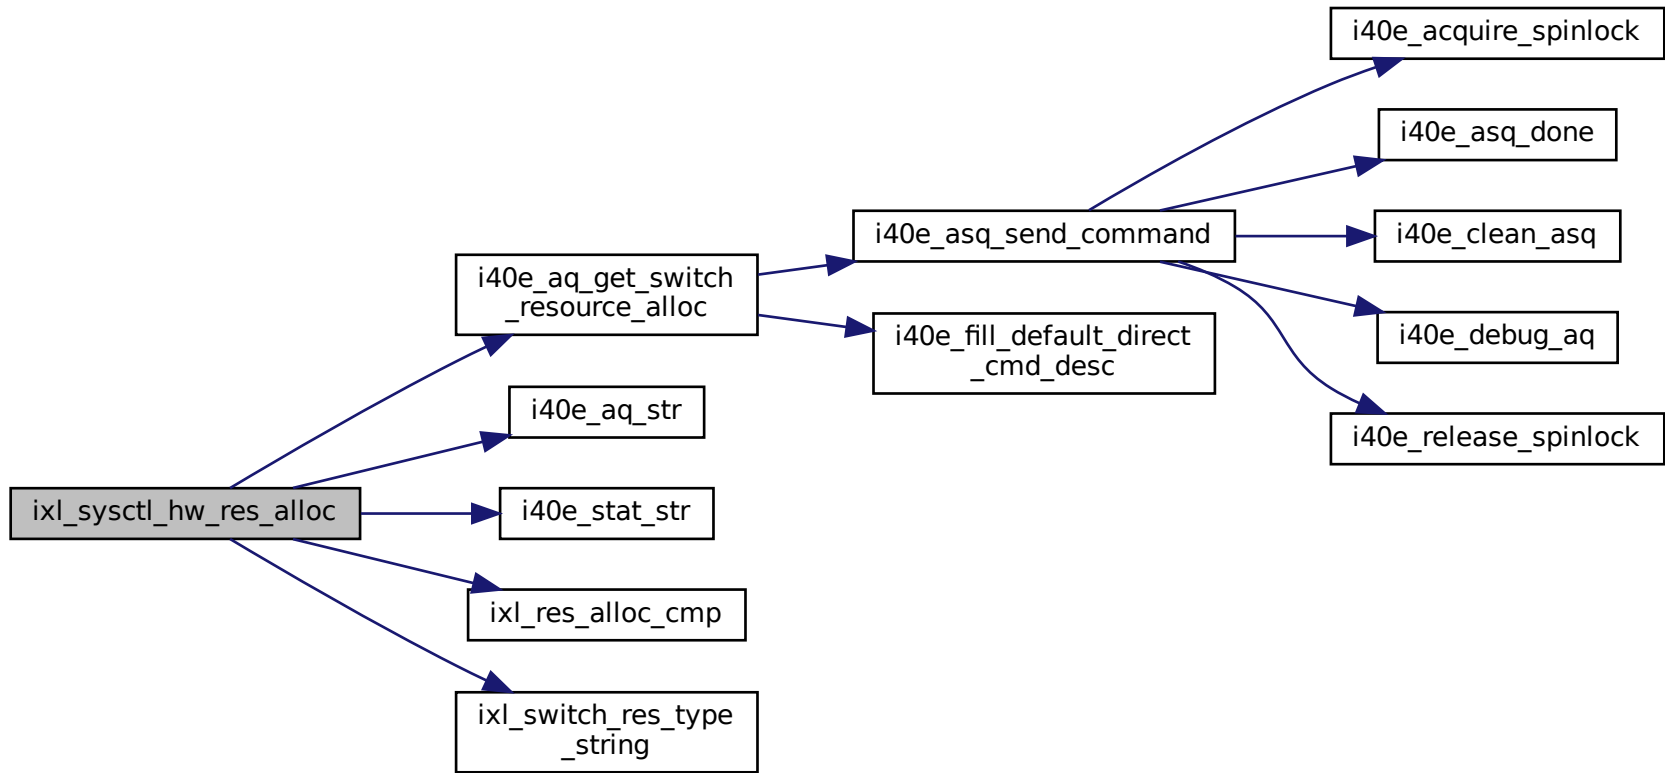 ixl_sysctl_hw_res_alloc
i40e_aq_get_switch
_resource_alloc
i40e_aq_str
i40e_stat_str
ixl_res_alloc_cmp
ixl_switch_res_type
_string
i40e_asq_send_command
i40e_fill_default_direct
_cmd_desc
i40e_acquire_spinlock
i40e_asq_done
i40e_clean_asq
i40e_debug_aq
i40e_release_spinlock